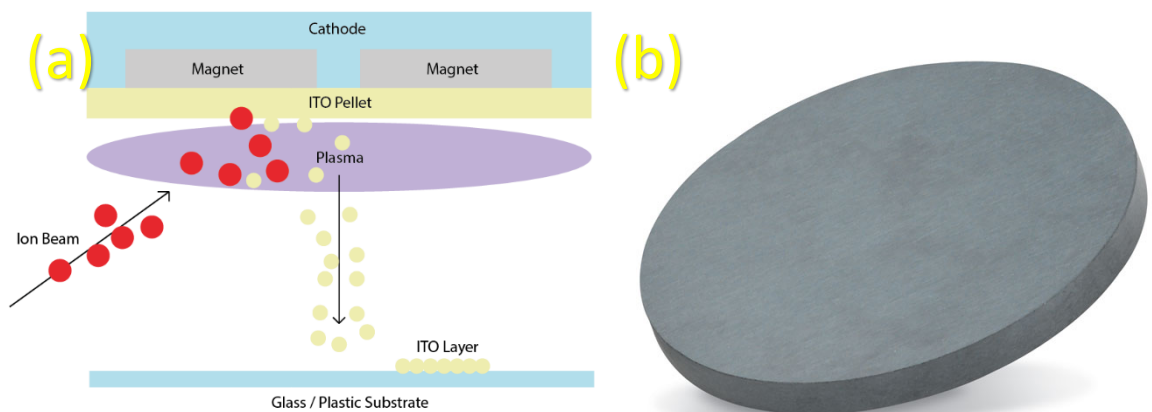 (a)
Cathode
Magnet
Magnet
ITO Pellet
Plasma
Ion Beam
ITO Layer
Glass / Plastic Substrate
(b)